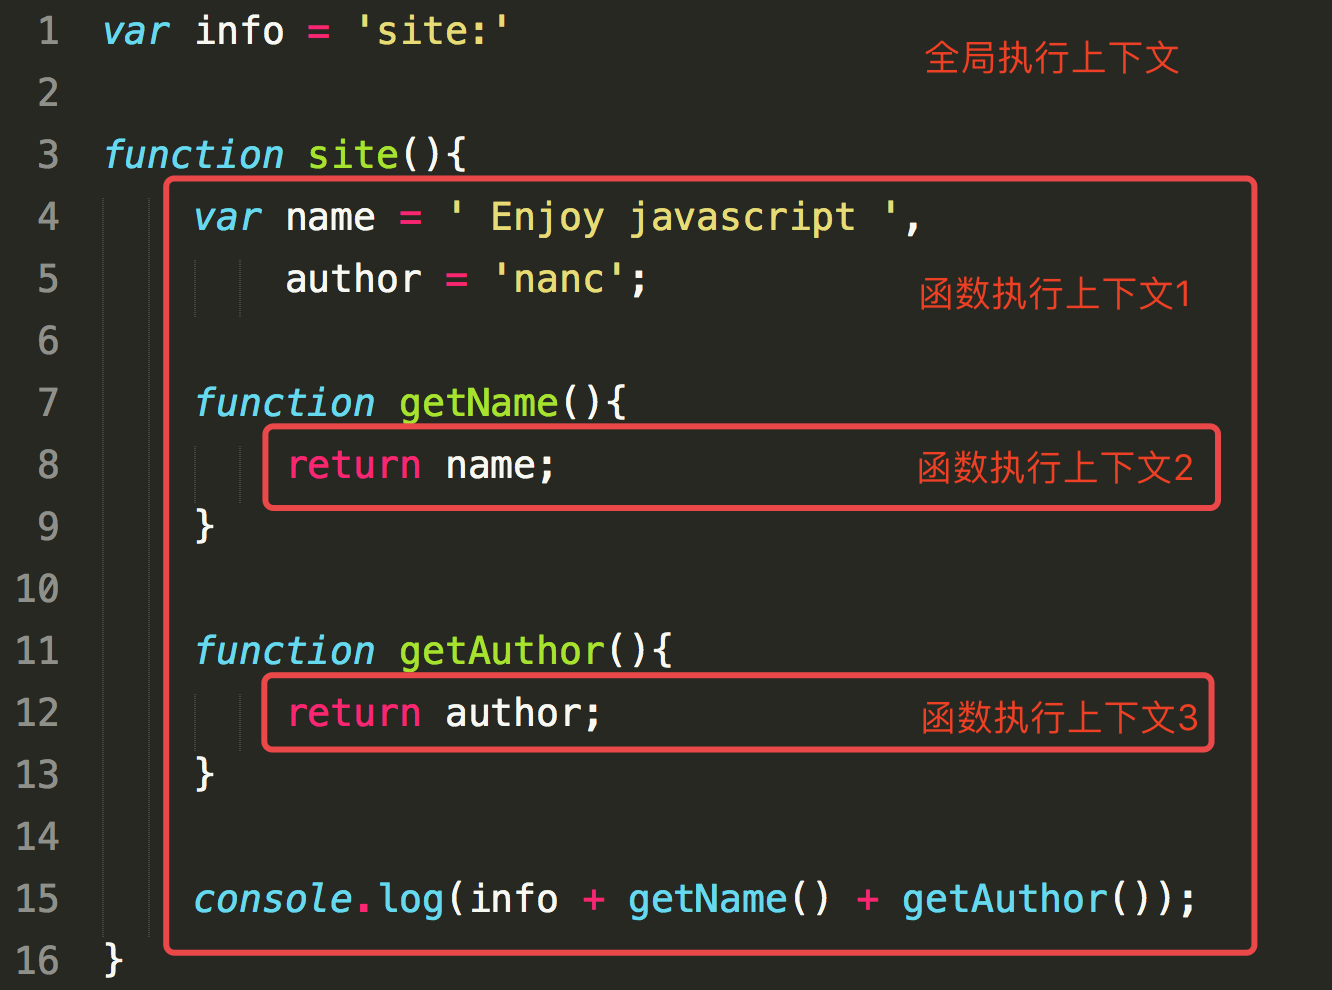 1 var info = 'site:' 全局执行上下文
2
3 function site(){
4 var name = ' Enjoy javascript ',
5 author = 'nanc'; 函数执行上下文1
6
7 function getName(){
8 return name; 函数执行上下文2
9 }
10
11 function getAuthor(){
12 return author; 函数执行上下文3
13 }
14
15 console.log(info + getName() + getAuthor());
16 }